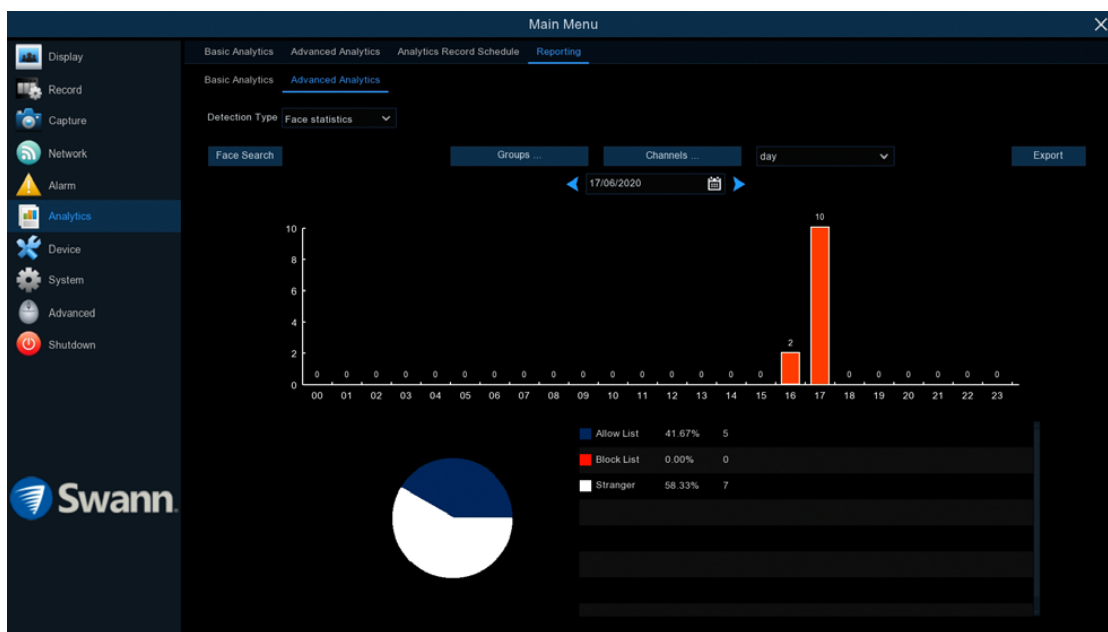 Main Menu
Display
Record
Capture
Network
Alarm
Analytics
Device
System
Advanced
Shutdown
Swann
Basic Analytics Advanced Analytics Analytics Record Schedule Reporting
Basic Analytics Advanced Analytics
Detection Type Face statistics
Face Search Groups ... Channels ... day Export
17/06/2020
10
10
8
6
4
2
2
0 0 0 0 0 0 0 0 0 0 0 0 0 0 0 0 0 0 0 0 0 0
0
00 01 02 03 04 05 06 07 08 09 10 11 12 13 14 15 16 17 18 19 20 21 22 23
Allow List 41.67% 5
Block List 0.00% 0
Stranger 58.33% 7